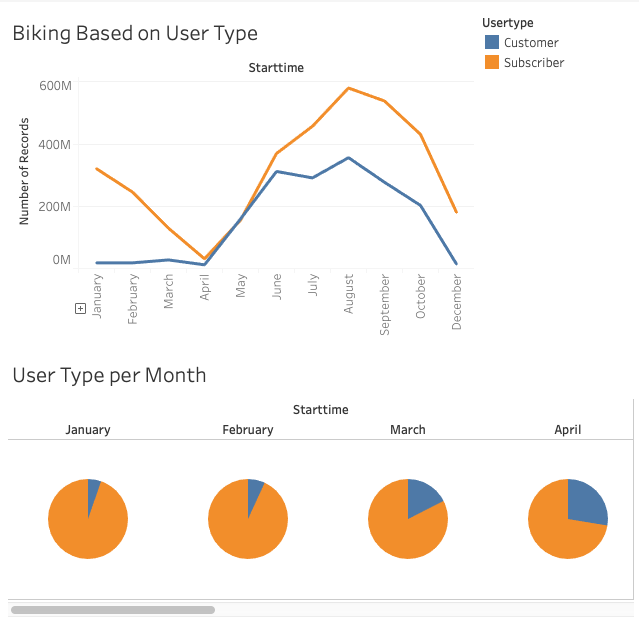 Biking Based on User Type
Usertype
Customer
Subscriber
Starttime
Number of Records
600M
400M
200M
0M
January
February
March
April
May
June
July
August
September
October
December
User Type per Month
Starttime
January February March April